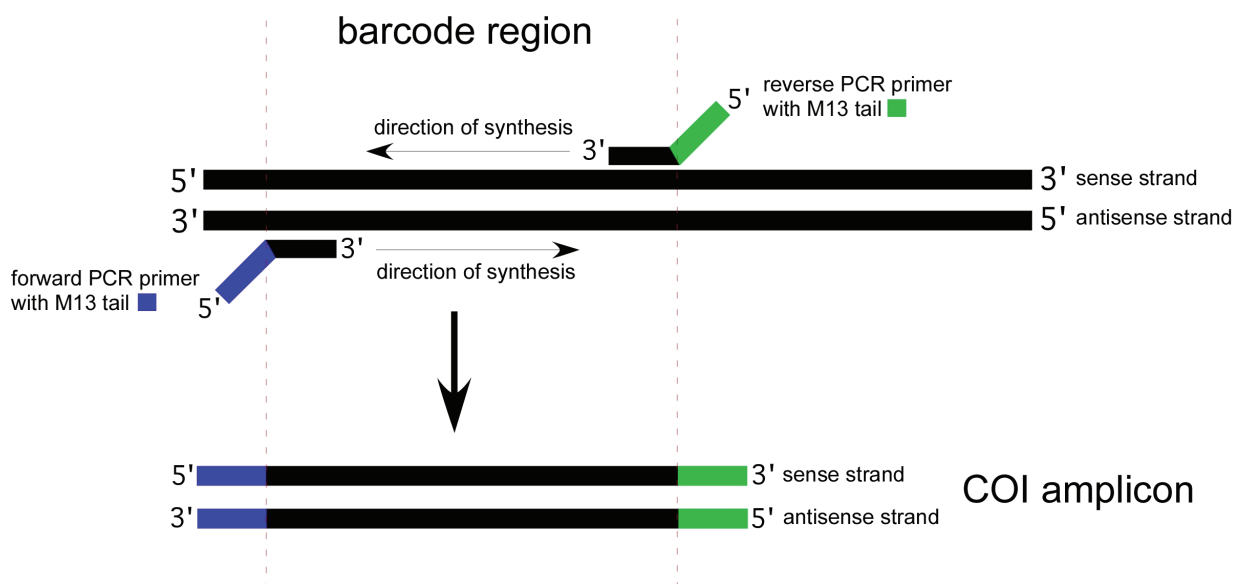 barcode region
reverse PCR primer
with M13 tail
5'
direction of synthesis
3'
5'
3' sense strand
3'
5' antisense strand
3'
direction of synthesis
forward PCR primer
with M13 tail
5'
5'
3' sense strand
COI amplicon
3'
5' antisense strand